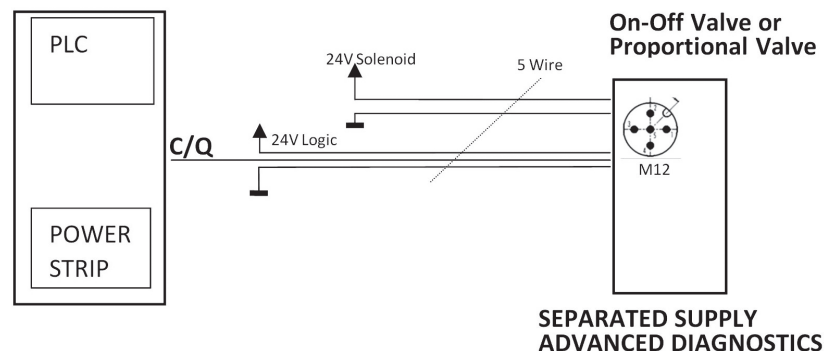 On-Off Valve or
Proportional Valve
PLC
24V Solenoid
5 Wire
C/Q
24V Logic
M12
POWER
STRIP
SEPARATED SUPPLY
ADVANCED DIAGNOSTICS